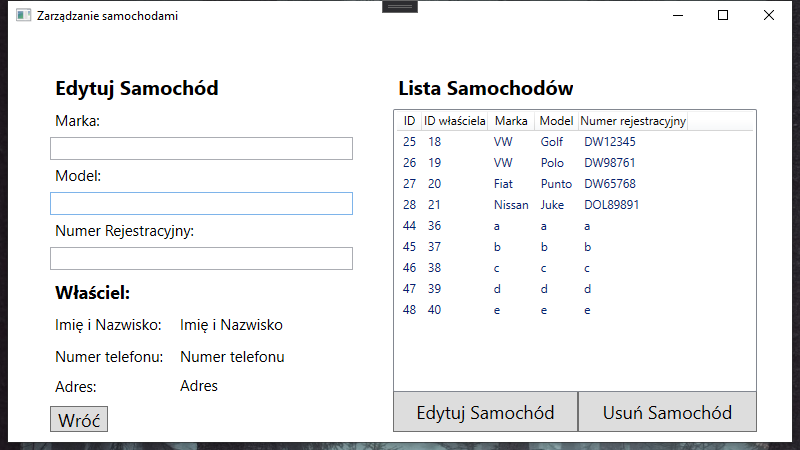 Zarządzanie samochodami
Edytuj Samochód
Marka:
Model:
Numer Rejestracyjny:
Właściel:
Imię i Nazwisko: Imię i Nazwisko
Numer telefonu: Numer telefonu
Adres: Adres
Wróć
Lista Samochodów
ID ID właściela Marka Model Numer rejestracyjny
25 18 VW Golf DW12345
26 19 VW Polo DW98761
27 20 Fiat Punto DW65768
28 21 Nissan Juke DOL89891
44 36 a a a
45 37 b b b
46 38 c c c
47 39 d d d
48 40 e e e
Edytuj Samochód Usuń Samochód